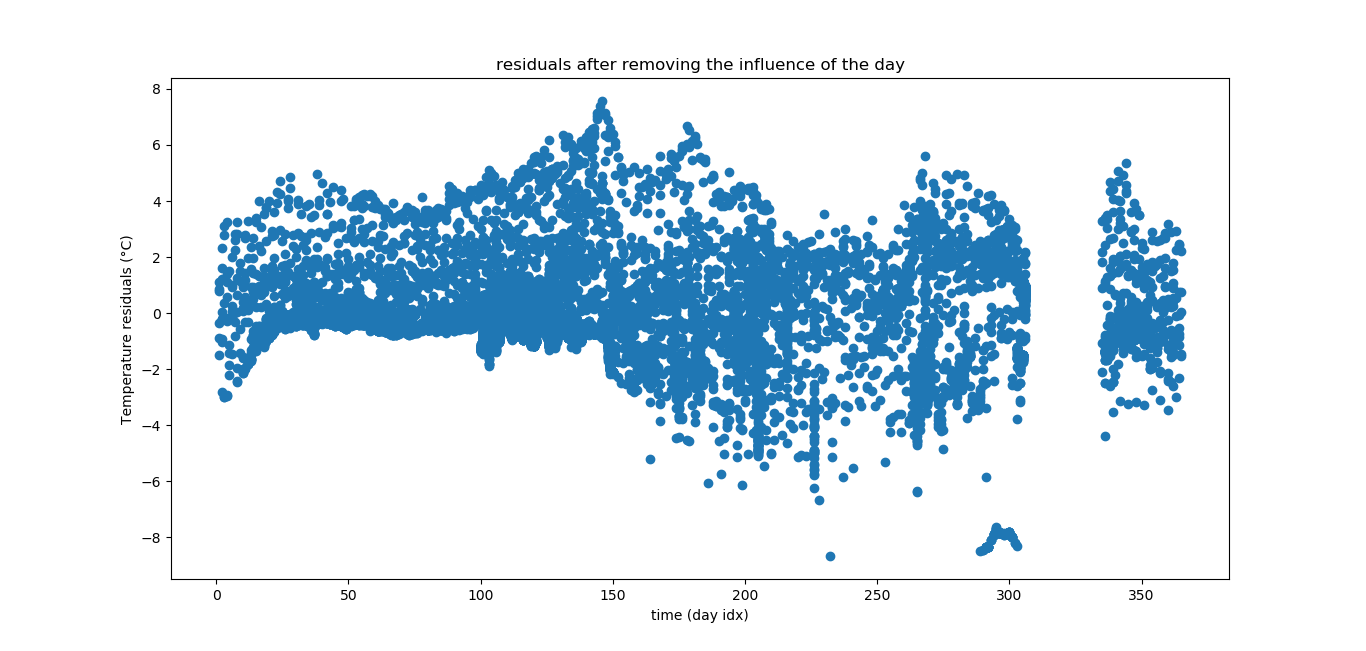 residuals after removing the influence of the day
8
6
4
2
0
−2
−4
−6
−8
Temperature residuals (°C)
0 50 100 150 200 250 300 350
time (day idx)